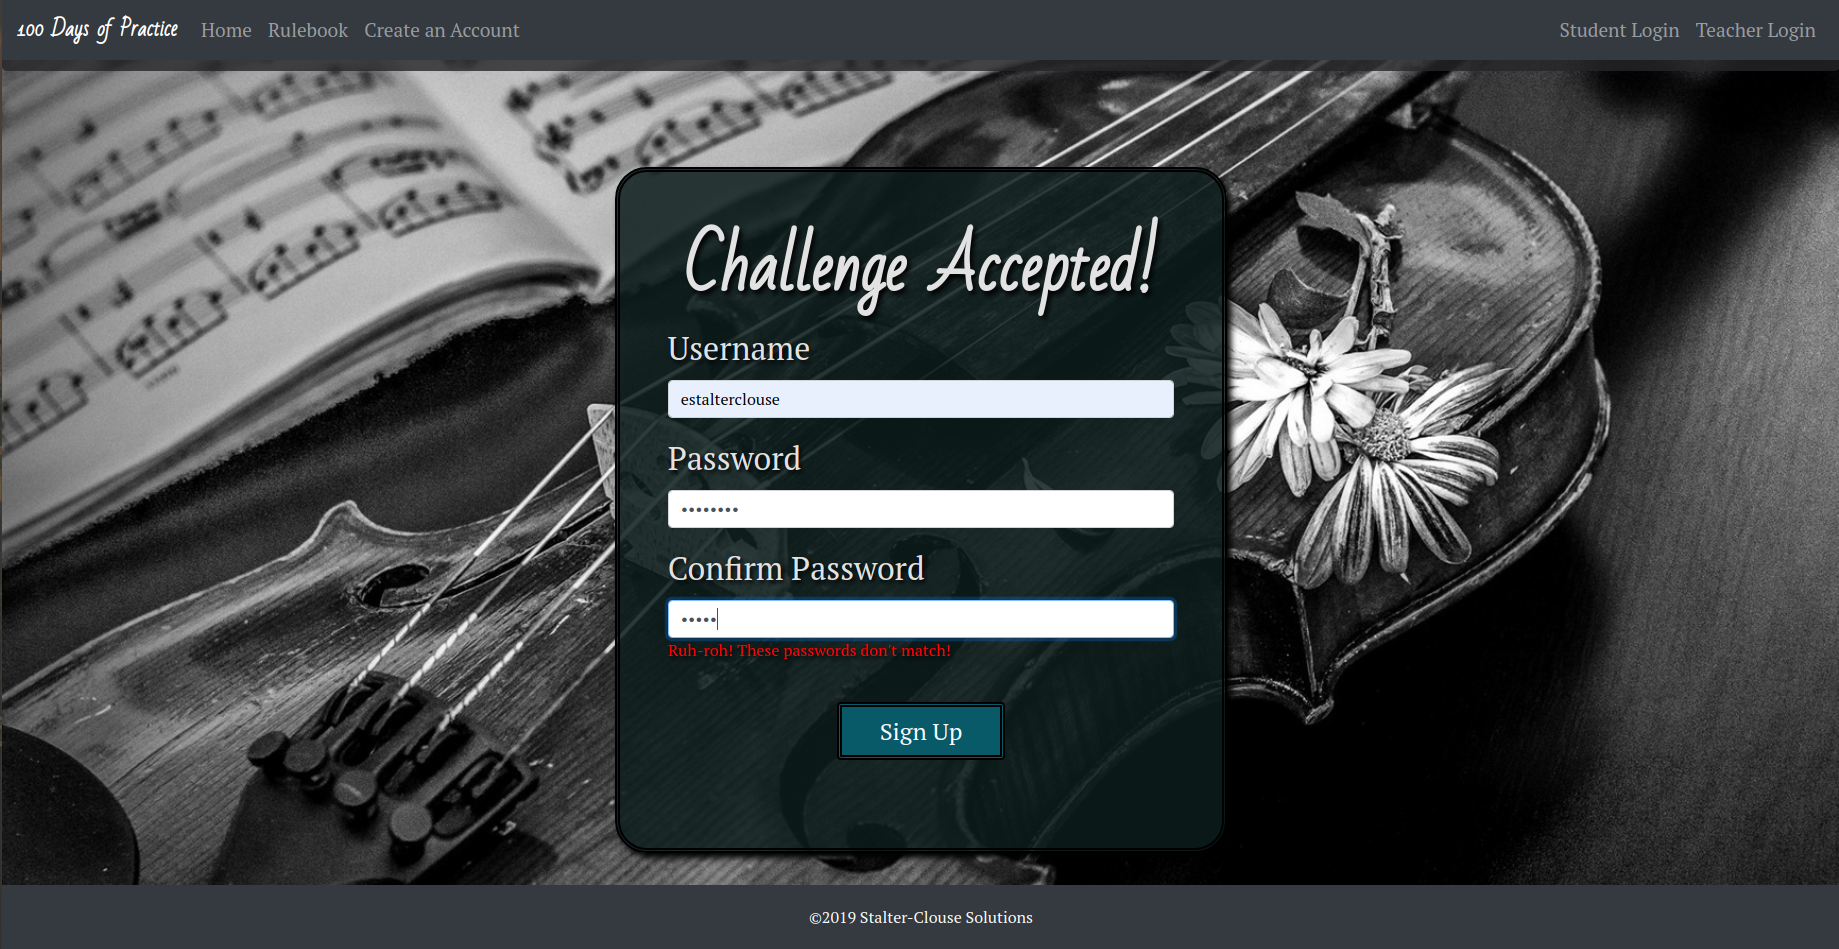 100 Days of Practice Home Rulebook Create an Account Student Login Teacher Login
Challenge Accepted!
Username
estalterclouse
Password
••••••••
Confirm Password
•••••
Ruh-roh! These passwords don't match!
Sign Up
©2019 Stalter-Clouse Solutions